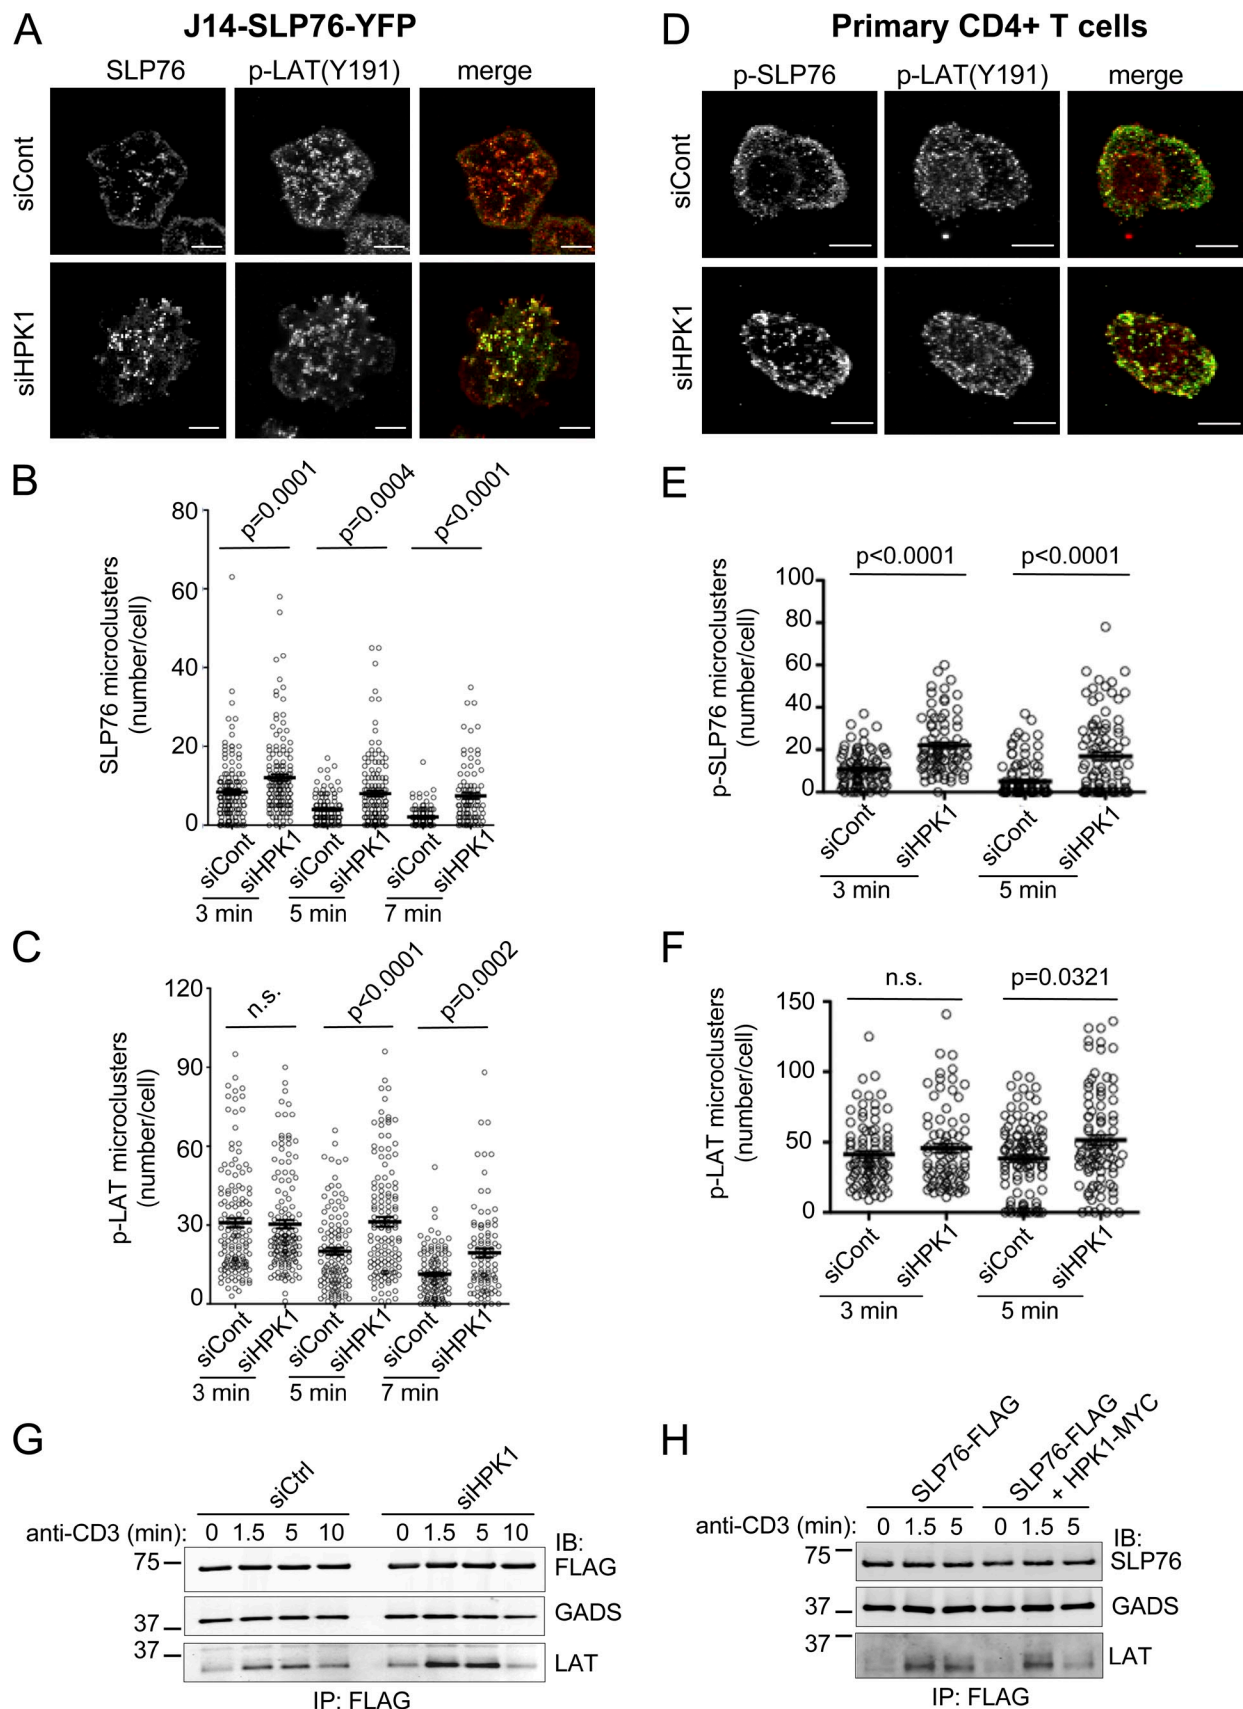 A
J14-SLP76-YFP
SLP76 p-LAT(Y191) merge
siCont
siHPK1
B
SLP76 microclusters
(number/cell)
80
60
40
20
0
p=0.0001 p=0.0004 p<0.0001
siCont siHPK1 siCont siHPK1 siCont siHPK1
3 min 5 min 7 min
C
p-LAT microclusters
(number/cell)
120
90
60
30
0
n.s. p<0.0001 p=0.0002
siCont siHPK1 siCont siHPK1 siCont siHPK1
3 min 5 min 7 min
D
Primary CD4+ T cells
p-SLP76 p-LAT(Y191) merge
siCont
siHPK1
E
p-SLP76 microclusters
(number/cell)
100
80
60
40
20
0
p<0.0001 p<0.0001
siCont siHPK1 siCont siHPK1
3 min 5 min
F
p-LAT microclusters
(number/cell)
150
100
50
0
n.s. p=0.0321
siCont siHPK1 siCont siHPK1
3 min 5 min
G
siCtrl siHPK1
anti-CD3 (min): 0 1.5 5 10 0 1.5 5 10 IB:
75 FLAG
37 GADS
37 LAT
IP: FLAG
H
SLP76-FLAG SLP76-FLAG
+ HPK1-MYC
anti-CD3 (min): 0 1.5 5 0 1.5 5 IB:
75 SLP76
37 GADS
37 LAT
IP: FLAG